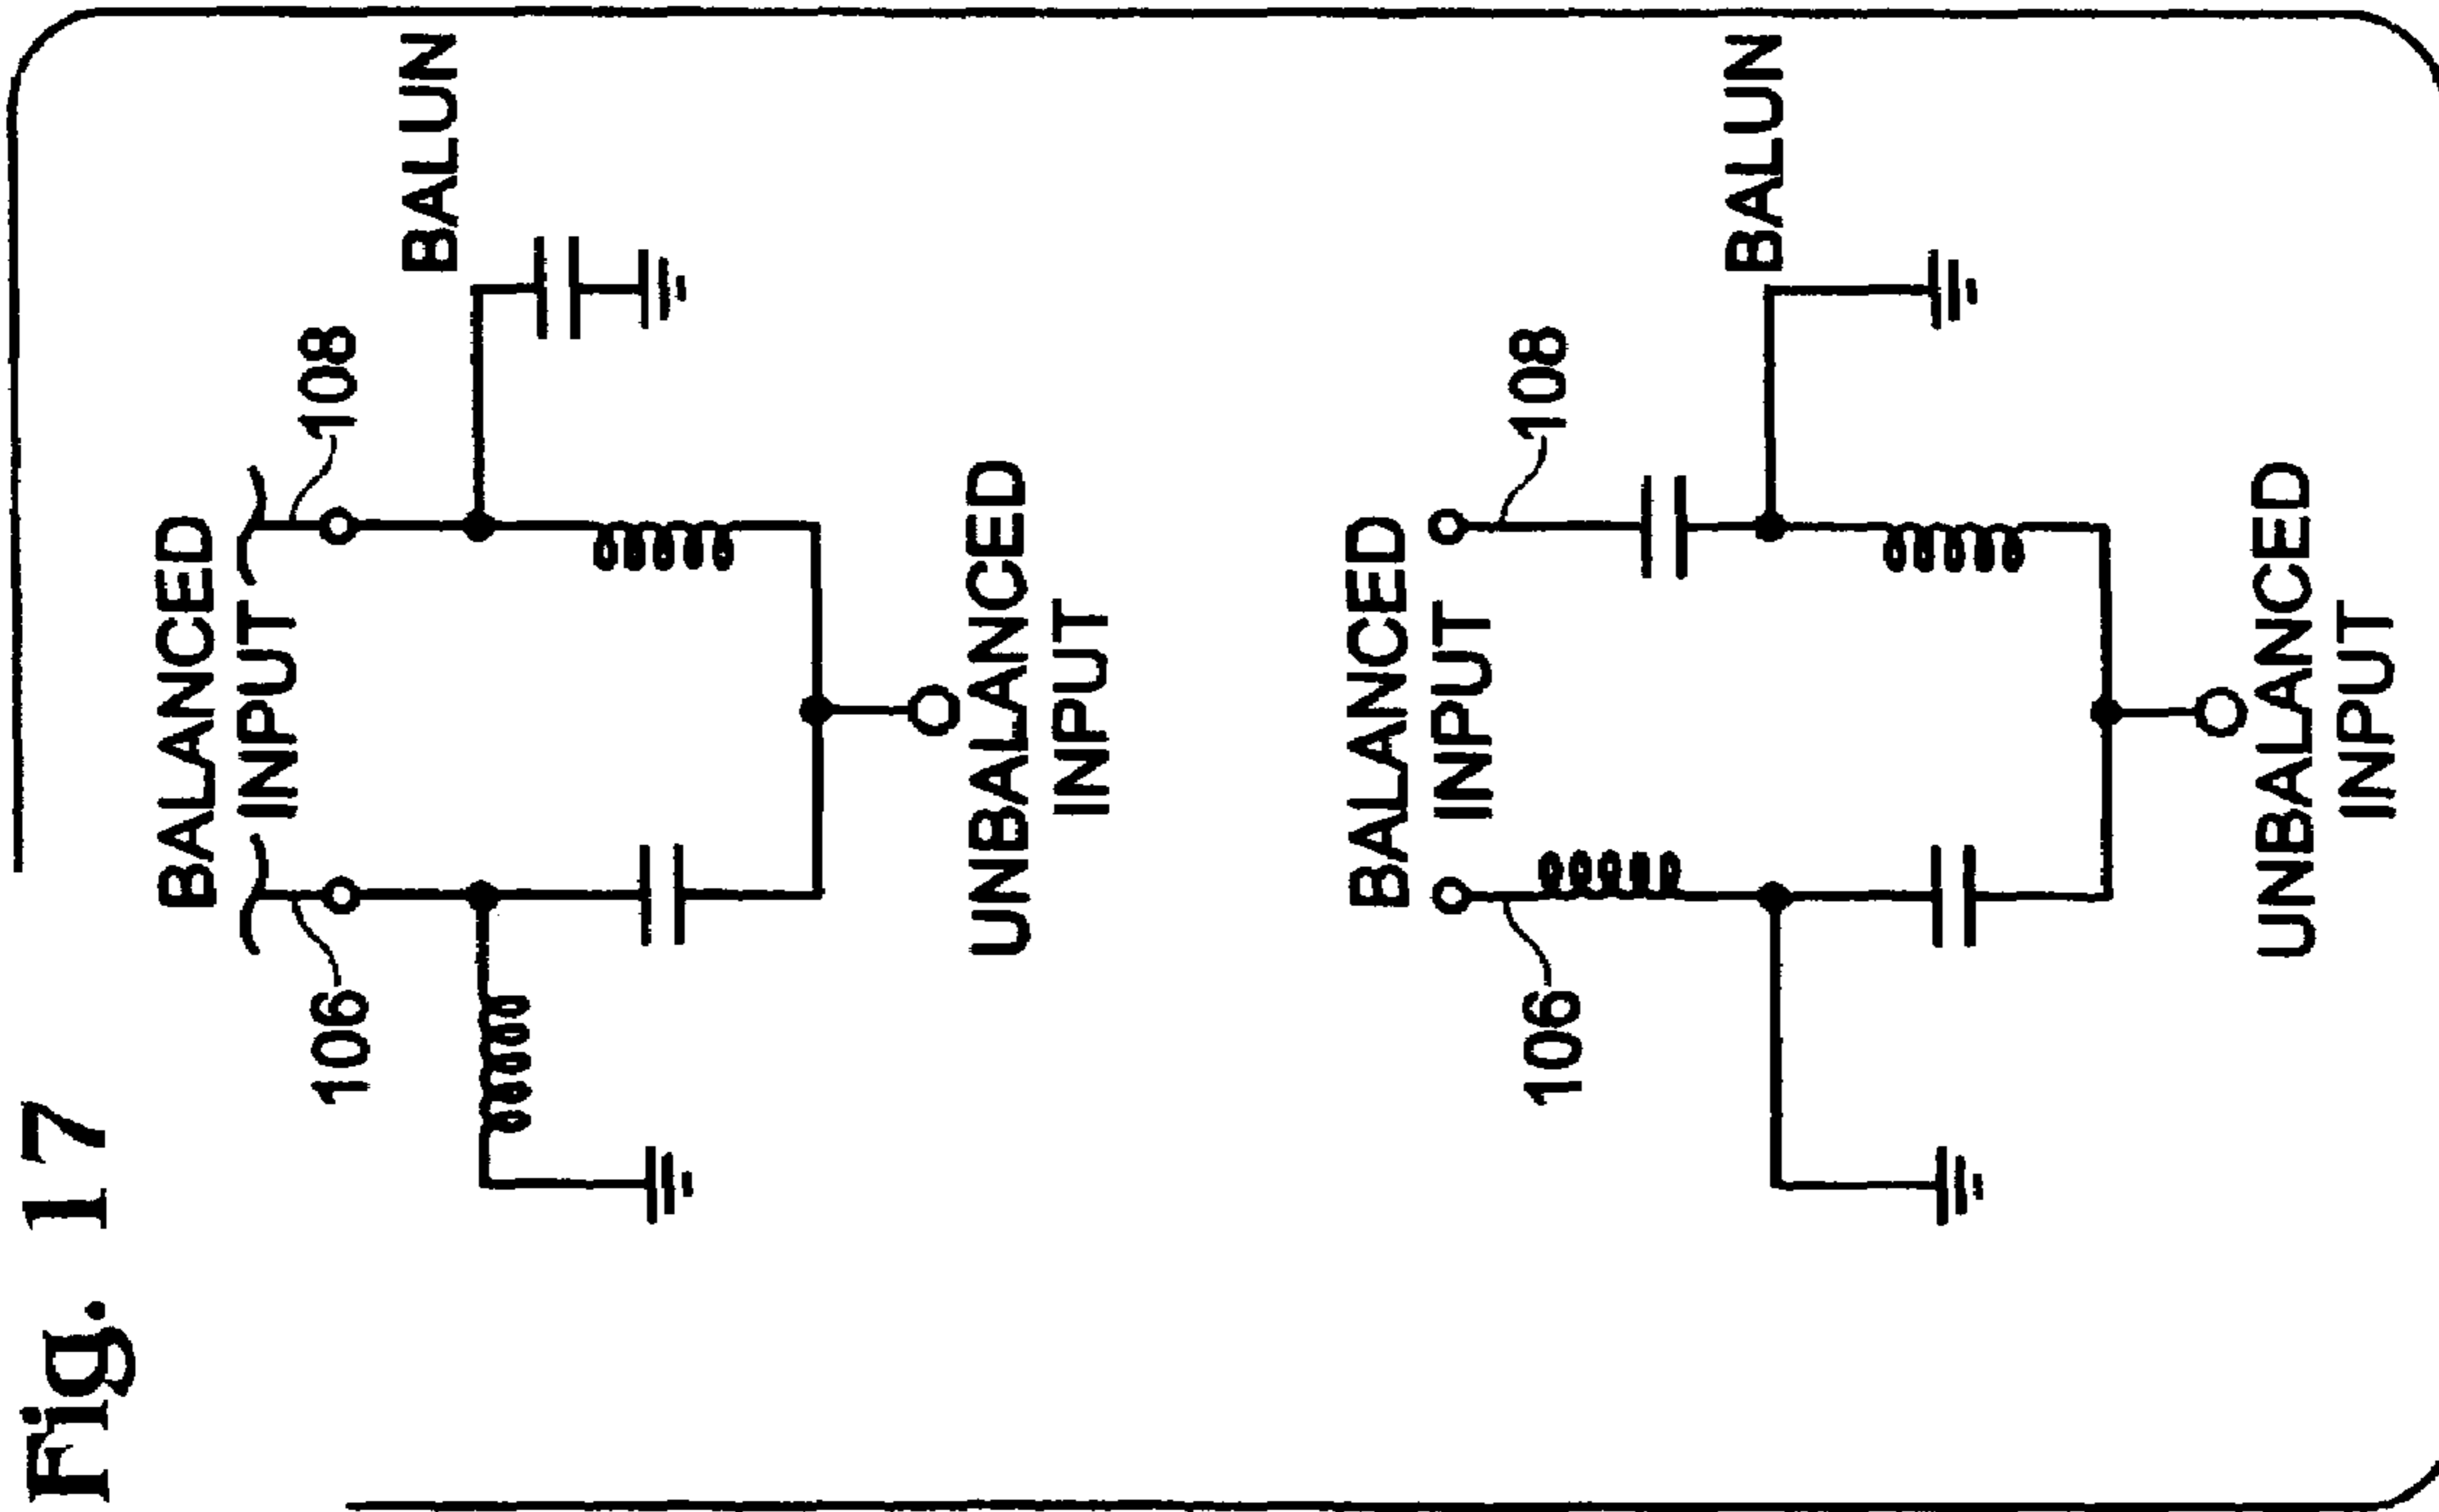 Fig. 17
BALANCED
INPUT
106
108
BALUN
UNBALANCED
INPUT
BALANCED
INPUT
106
108
BALUN
UNBALANCED
INPUT